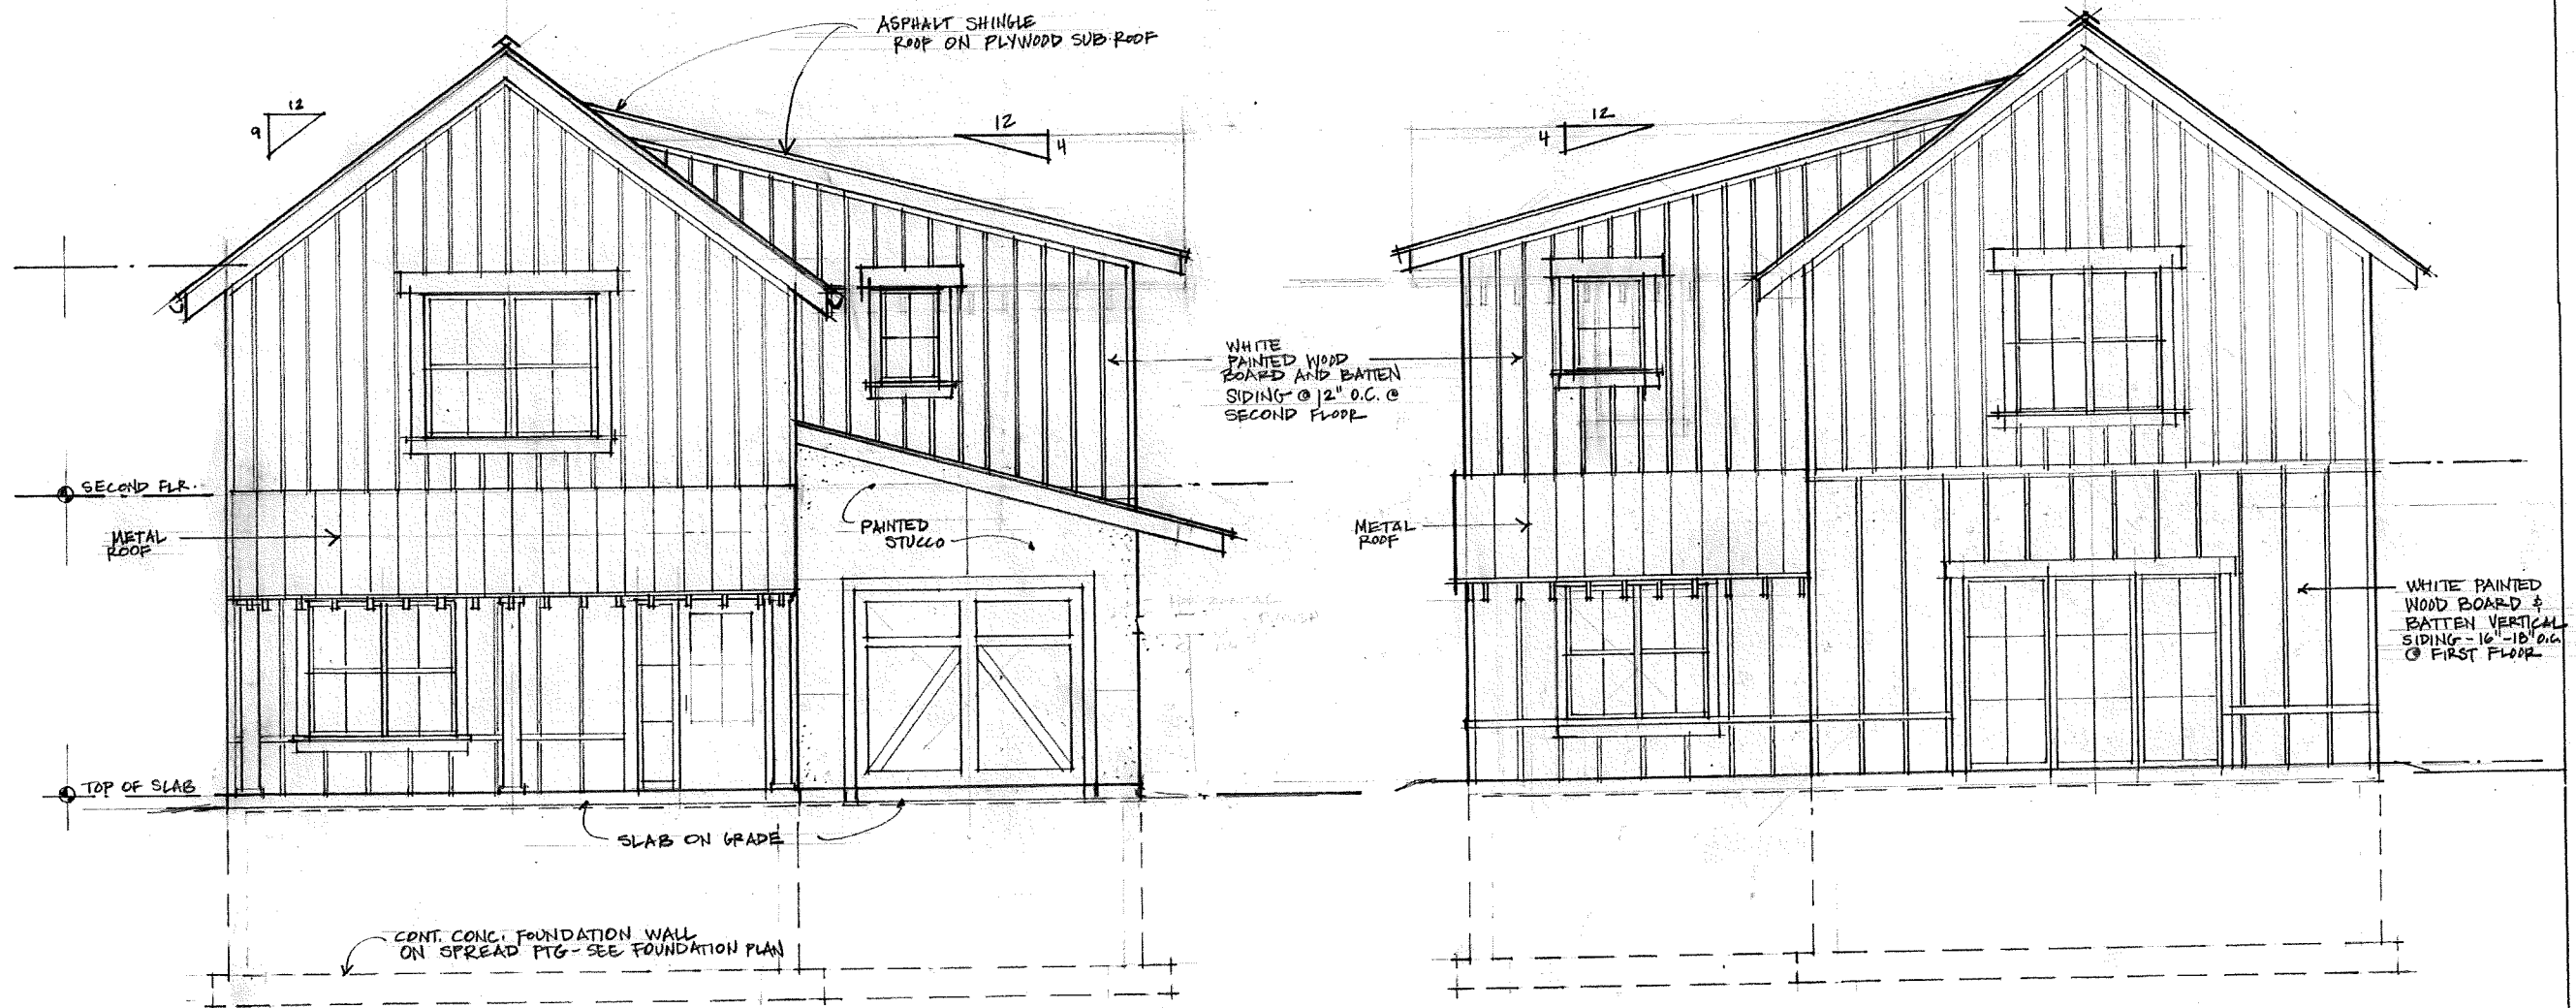 ASPHALT SHINGLE
ROOF ON PLYWOOD SUB-ROOF
12
9
12
4
12
4
WHITE
PAINTED WOOD
BOARD AND BATTEN
SIDING @ 12" O.C. @
SECOND FLOOR
SECOND FLR.
METAL
ROOF
PAINTED
STUCCO
METAL
ROOF
WHITE PAINTED
WOOD BOARD &
BATTEN VERTICAL
SIDING - 16"-18" O.C.
@ FIRST FLOOR
TOP OF SLAB
SLAB ON GRADE
CONT. CONC. FOUNDATION WALL
ON SPREAD FTG - SEE FOUNDATION PLAN